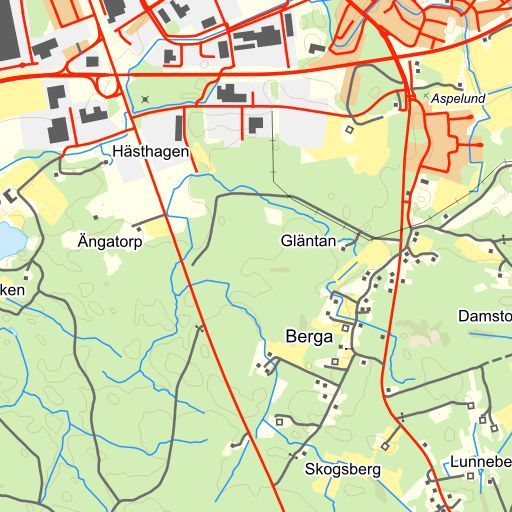 Aspelund
Hästhagen
Ängatorp
Gläntan
ken
Damsto
Berga
Skogsberg
Lunnebe